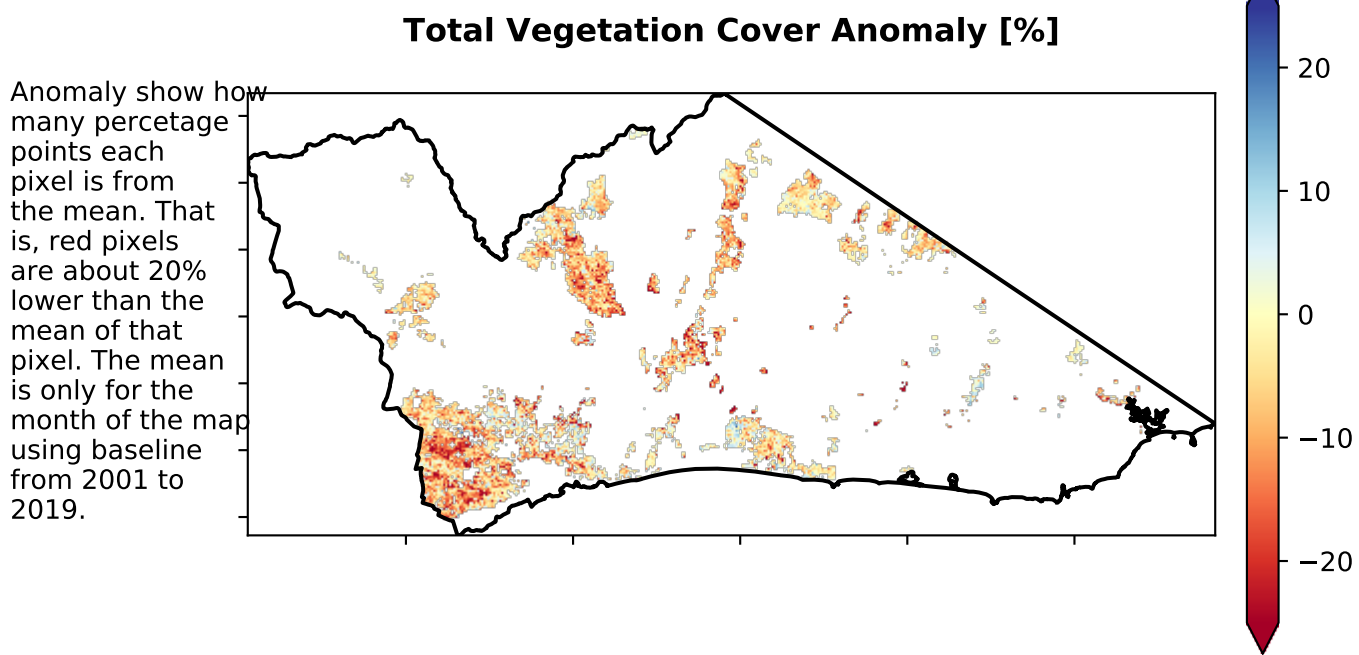 Total Vegetation Cover Anomaly [%]
Anomaly show how
many percetage
points each
pixel is from
the mean. That
is, red pixels
are about 20%
lower than the
mean of that
pixel. The mean
is only for the
month of the map
using baseline
from 2001 to
2019.
20
10
0
−10
−20